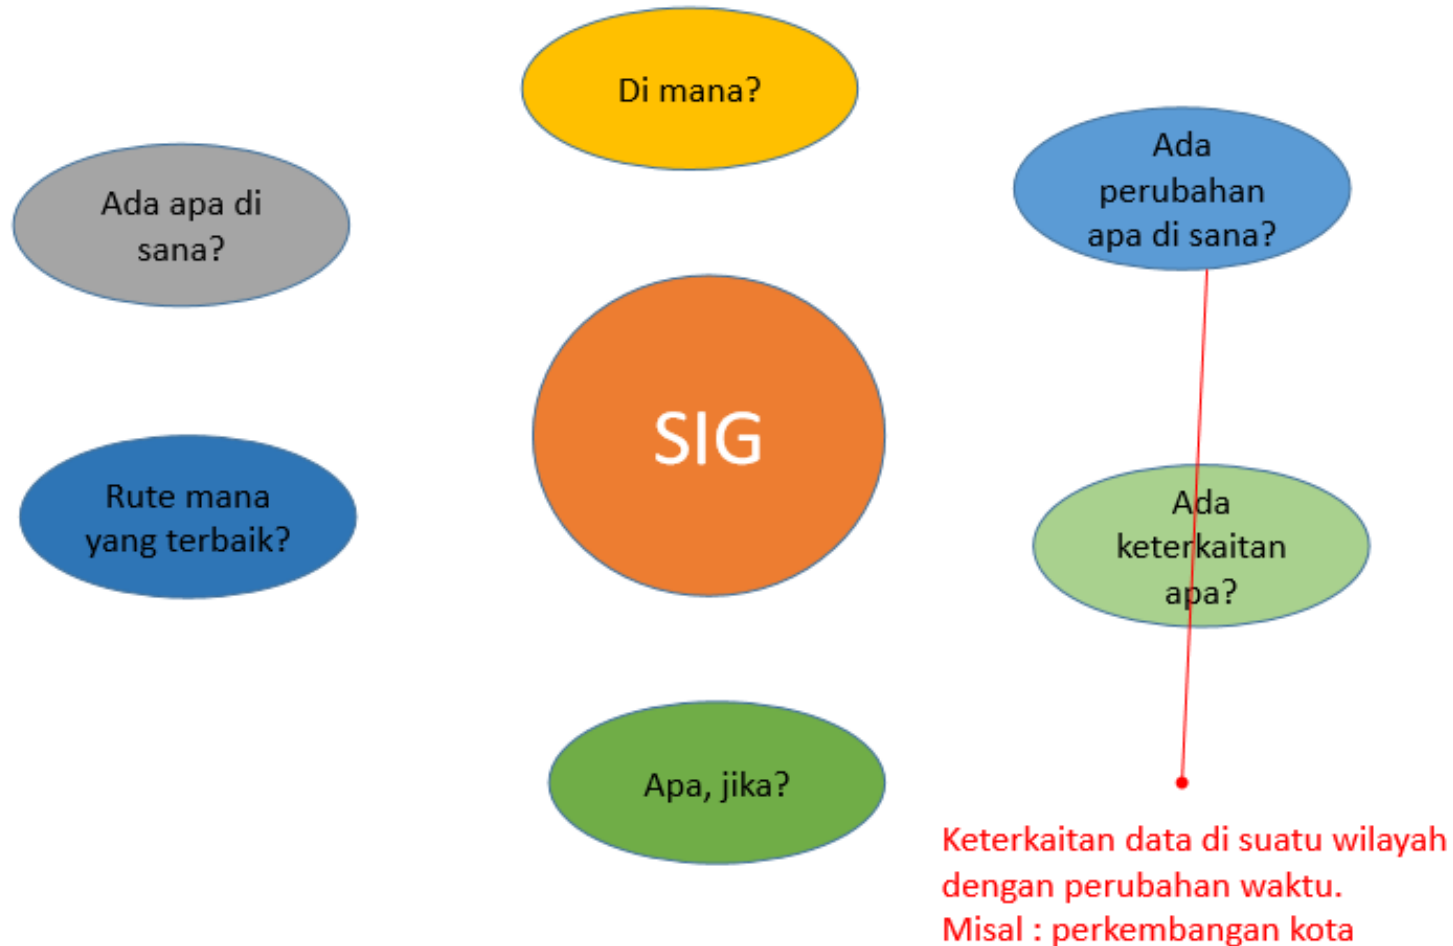 Di mana?
Ada
perubahan
apa di sana?
Ada apa di
sana?
SIG
Rute mana
yang terbaik?
Ada
keterkaitan
apa?
Apa, jika?
Keterkaitan data di suatu wilayah
dengan perubahan waktu.
Misal : perkembangan kota